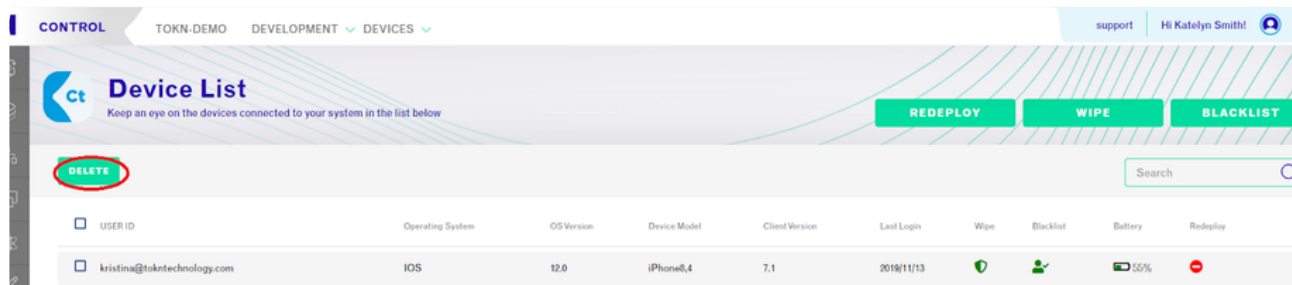 CONTROL TOKN-DEMO DEVELOPMENT DEVICES support Hi Katelyn Smith!
Ct
Device List
Keep an eye on the devices connected to your system in the list below
REDEPLOY WIPE BLACKLIST
DELETE Search
USER ID Operating System OS Version Device Model Client Version Last Login Wipe Blacklist Battery Redeploy
kristina@tokntechnology.com IOS 12.0 iPhone8,4 7.1 2019/11/13 55%